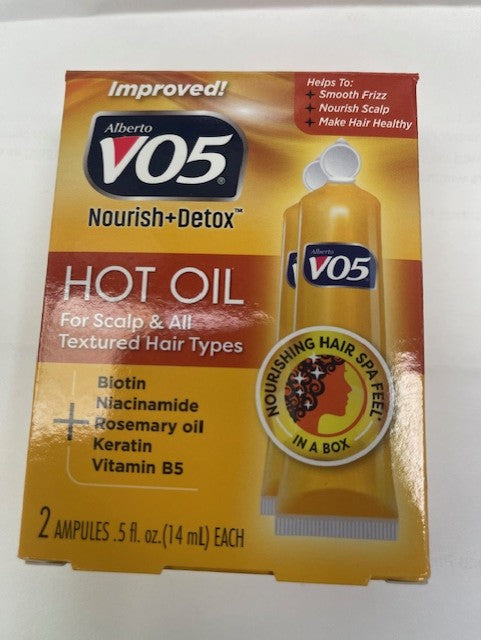 Improved!
Helps To:
+ Smooth Frizz
+ Nourish Scalp
+ Make Hair Healthy
Alberto
VO5®
Nourish+Detox™
HOT OIL
For Scalp & All
Textured Hair Types
+
Biotin
Niacinamide
Rosemary oil
Keratin
Vitamin B5
Alberto
VO5
NOURISHING HAIR SPA FEEL*
IN A BOX
2 AMPULES .5 fl. oz.(14 mL) EACH